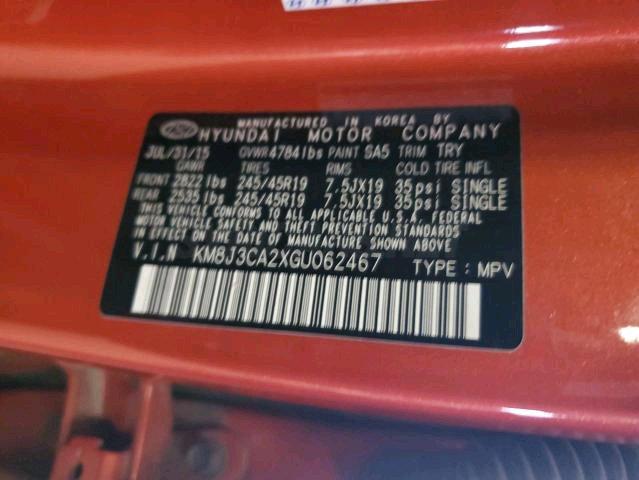 MANUFACTURED IN KOREA BY
HYUNDAI MOTOR COMPANY
JUL/31/15 GVWR4784lbs PAINT SA5 TRIM TRY
GAWR TIRES RIMS COLD TIRE INFL
FRONT 2822lbs 245/45R19 7.5JX19 35psi SINGLE
REAR 2535lbs 245/45R19 7.5JX19 35psi SINGLE
THIS VEHICLE CONFORMS TO ALL APPLICABLE U.S.A. FEDERAL
MOTOR VEHICLE SAFETY, BUMPER, AND THEFT PREVENTION STANDARDS
IN EFFECT ON THE DATE OF MANUFACTURE SHOWN ABOVE.
V.I.N KM8J3CA2XGU062467 TYPE : MPV